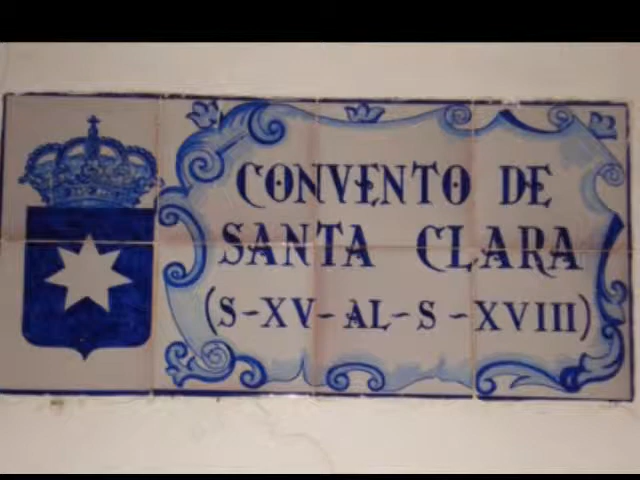 CONVENTO DE
SANTA CLARA
(S-XV-AL-S-XVIII)